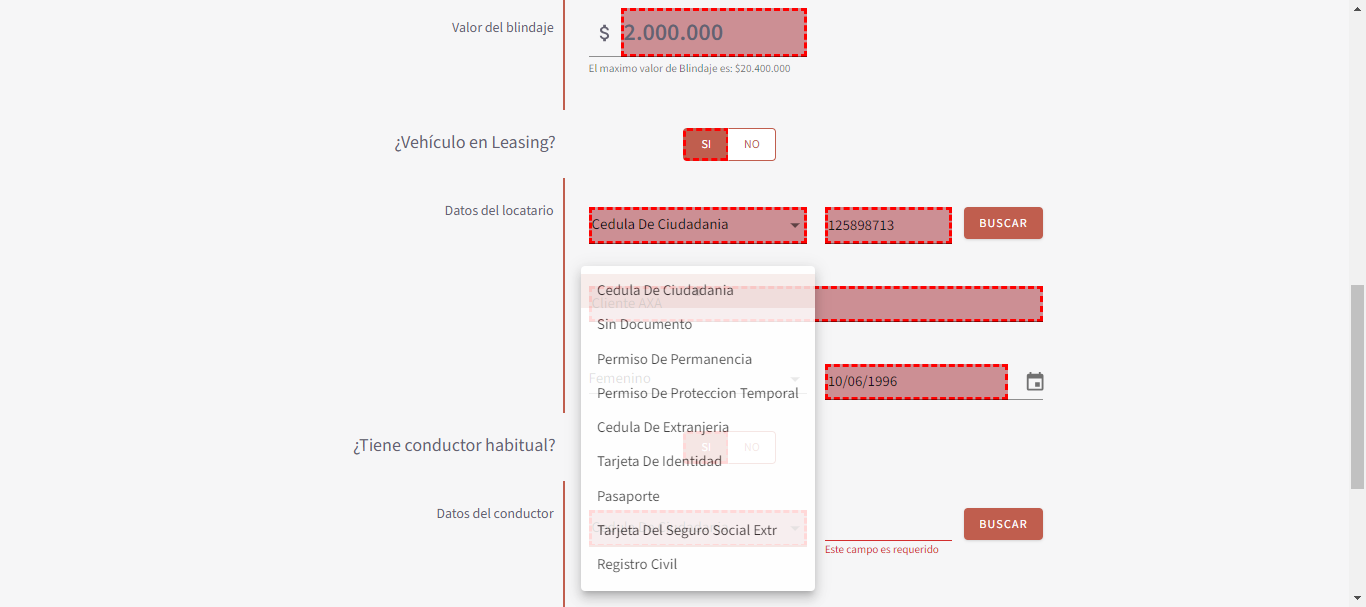 Valor del blindaje
$ 2.000.000
El maximo valor de Blindaje es: $20.400.000
¿Vehículo en Leasing?
SI NO
Datos del locatario
Cedula De Ciudadania
125898713
BUSCAR
Cedula De Ciudadania
Cliente AXA
Sin Documento
Permiso De Permanencia
Femenino
10/06/1996
Permiso De Proteccion Temporal
Cedula De Extranjeria
¿Tiene conductor habitual?
SI NO
Tarjeta De Identidad
Pasaporte
Datos del conductor
Tarjeta Del Seguro Social Extr
BUSCAR
Este campo es requerido
Registro Civil